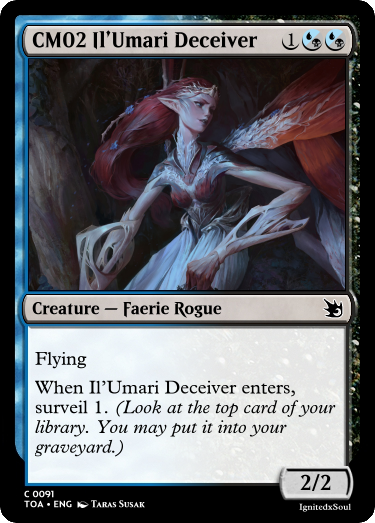 CM02 Il'Umari Deceiver 1
Creature — Faerie Rogue
Flying
When Il'Umari Deceiver enters,
surveil 1. (Look at the top card of your
library. You may put it into your
graveyard.)
2/2
C 0091
TOA • ENG Taras Susak
IgnitedxSoul